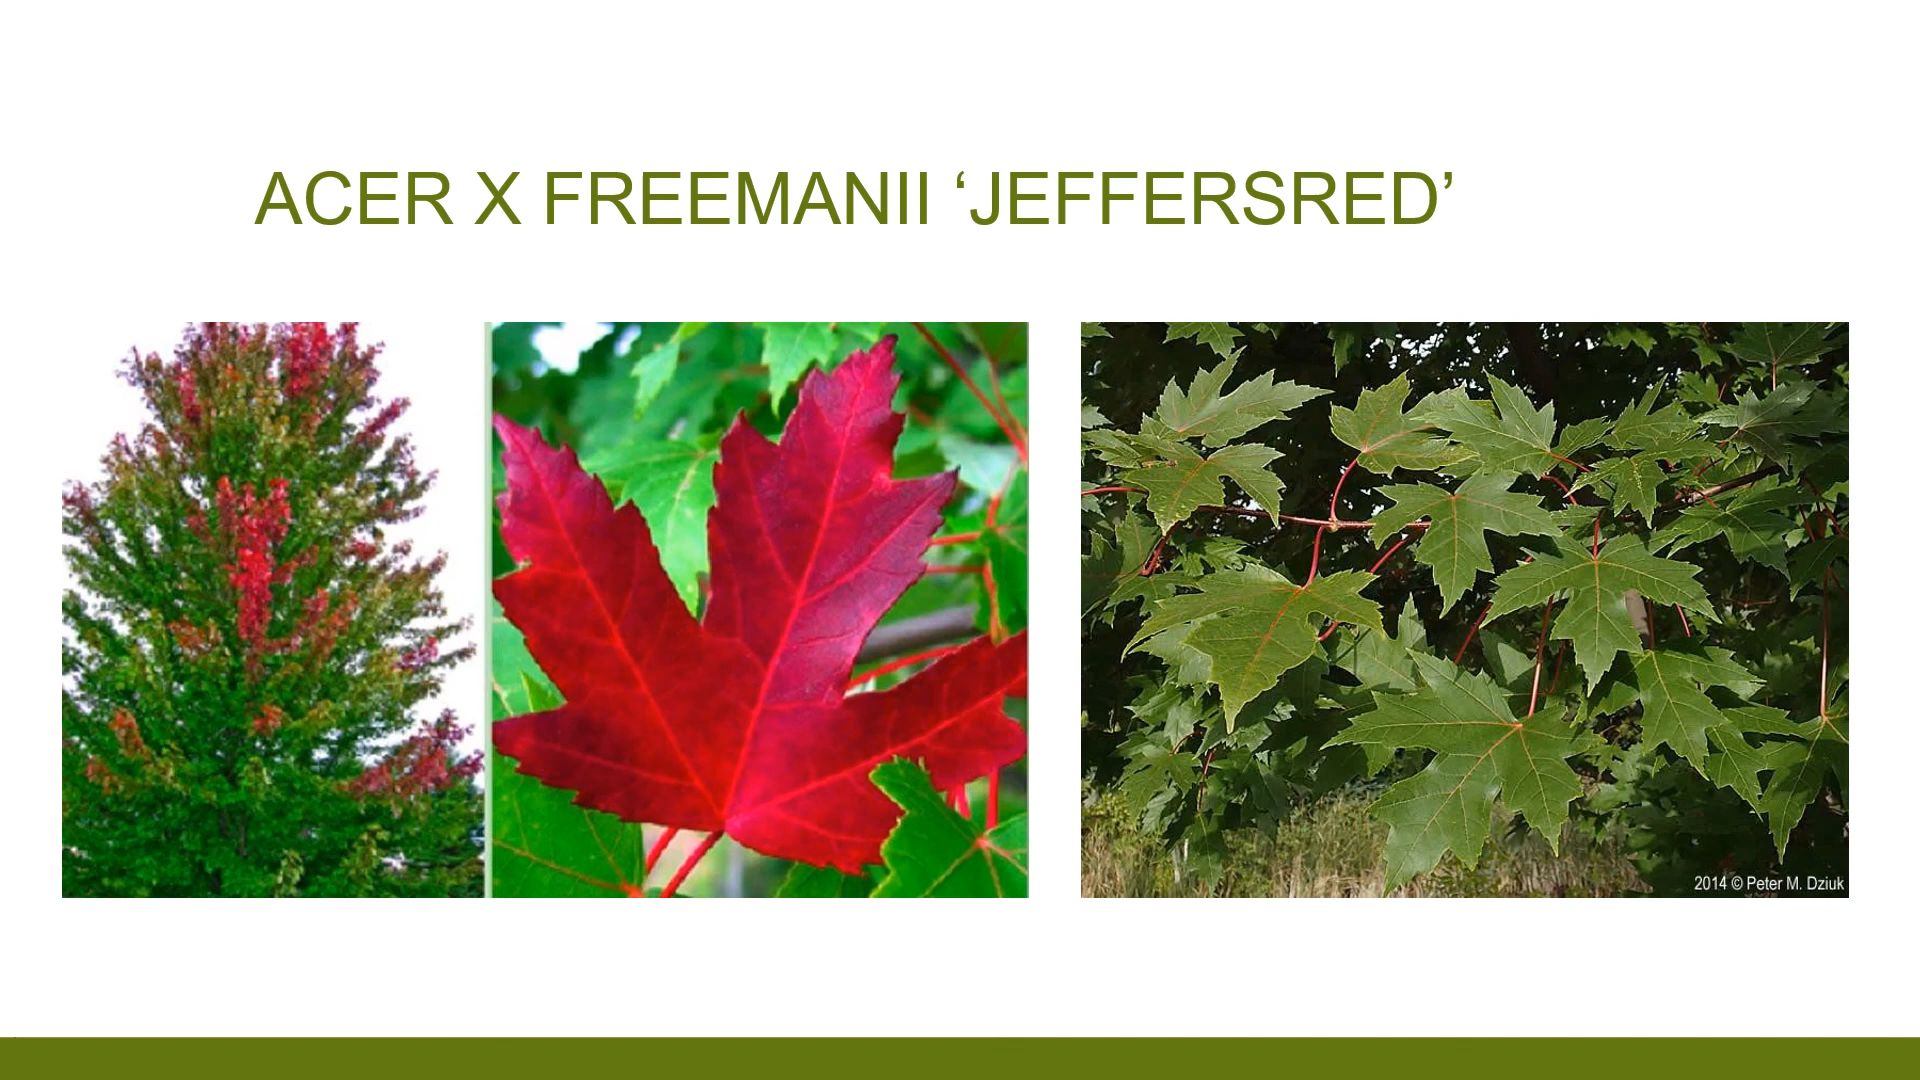 ACER X FREEMANII ‘JEFFERSRED’
2014 © Peter M. Dziuk